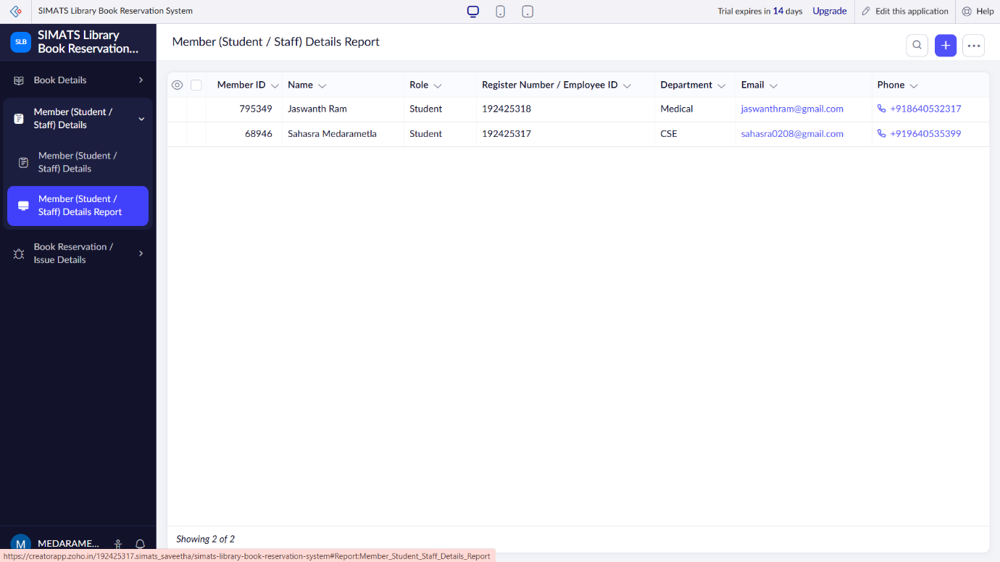 SIMATS Library Book Reservation System
Trial expires in 14 days Upgrade Edit this application Help
SLB
SIMATS Library
Book Reservation...
Book Details
Member (Student /
Staff) Details
Member (Student /
Staff) Details
Member (Student /
Staff) Details Report
Book Reservation /
Issue Details
Member (Student / Staff) Details Report
Member ID Name Role Register Number / Employee ID Department Email Phone
795349 Jaswanth Ram Student 192425318 Medical jaswanthram@gmail.com +918640532317
68946 Sahasra Medarametla Student 192425317 CSE sahasra0208@gmail.com +919640535399
Showing 2 of 2
M MEDARAME...
https://creatorapp.zoho.in/192425317.simats_saveetha/simats-library-book-reservation-system#Report:Member_Student_Staff_Details_Report